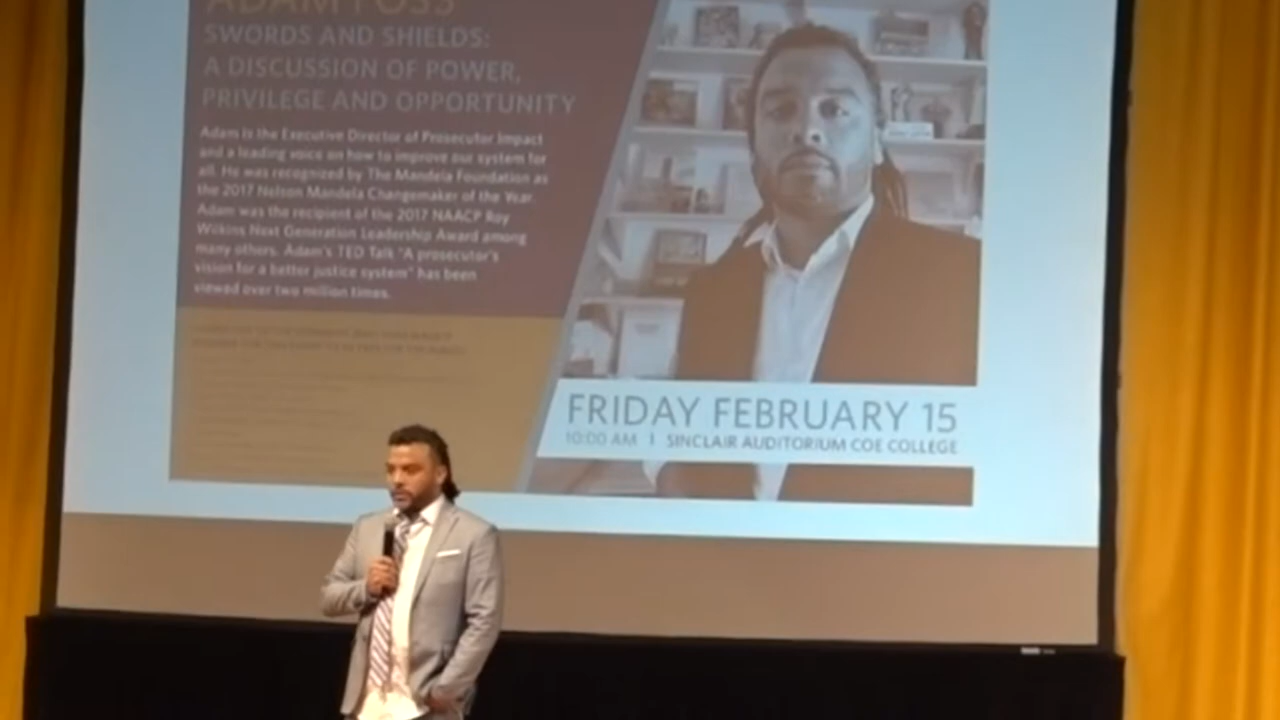 ADAM FOSS
SWORDS AND SHIELDS:
A DISCUSSION OF POWER,
PRIVILEGE AND OPPORTUNITY
Adam is the Executive Director of Prosecutor Impact
and a leading voice on how to improve our system for
all. He was recognized by The Mandela Foundation as
the 2017 Nelson Mandela Changemaker of the Year.
Adam was the recipient of the 2017 NAACP Roy
Wilkins Next Generation Leadership Award among
many others. Adam's TED Talk "A prosecutor's
vision for a better justice system" has been
viewed over two million times.
FRIDAY FEBRUARY 15
10:00 AM | SINCLAIR AUDITORIUM COE COLLEGE